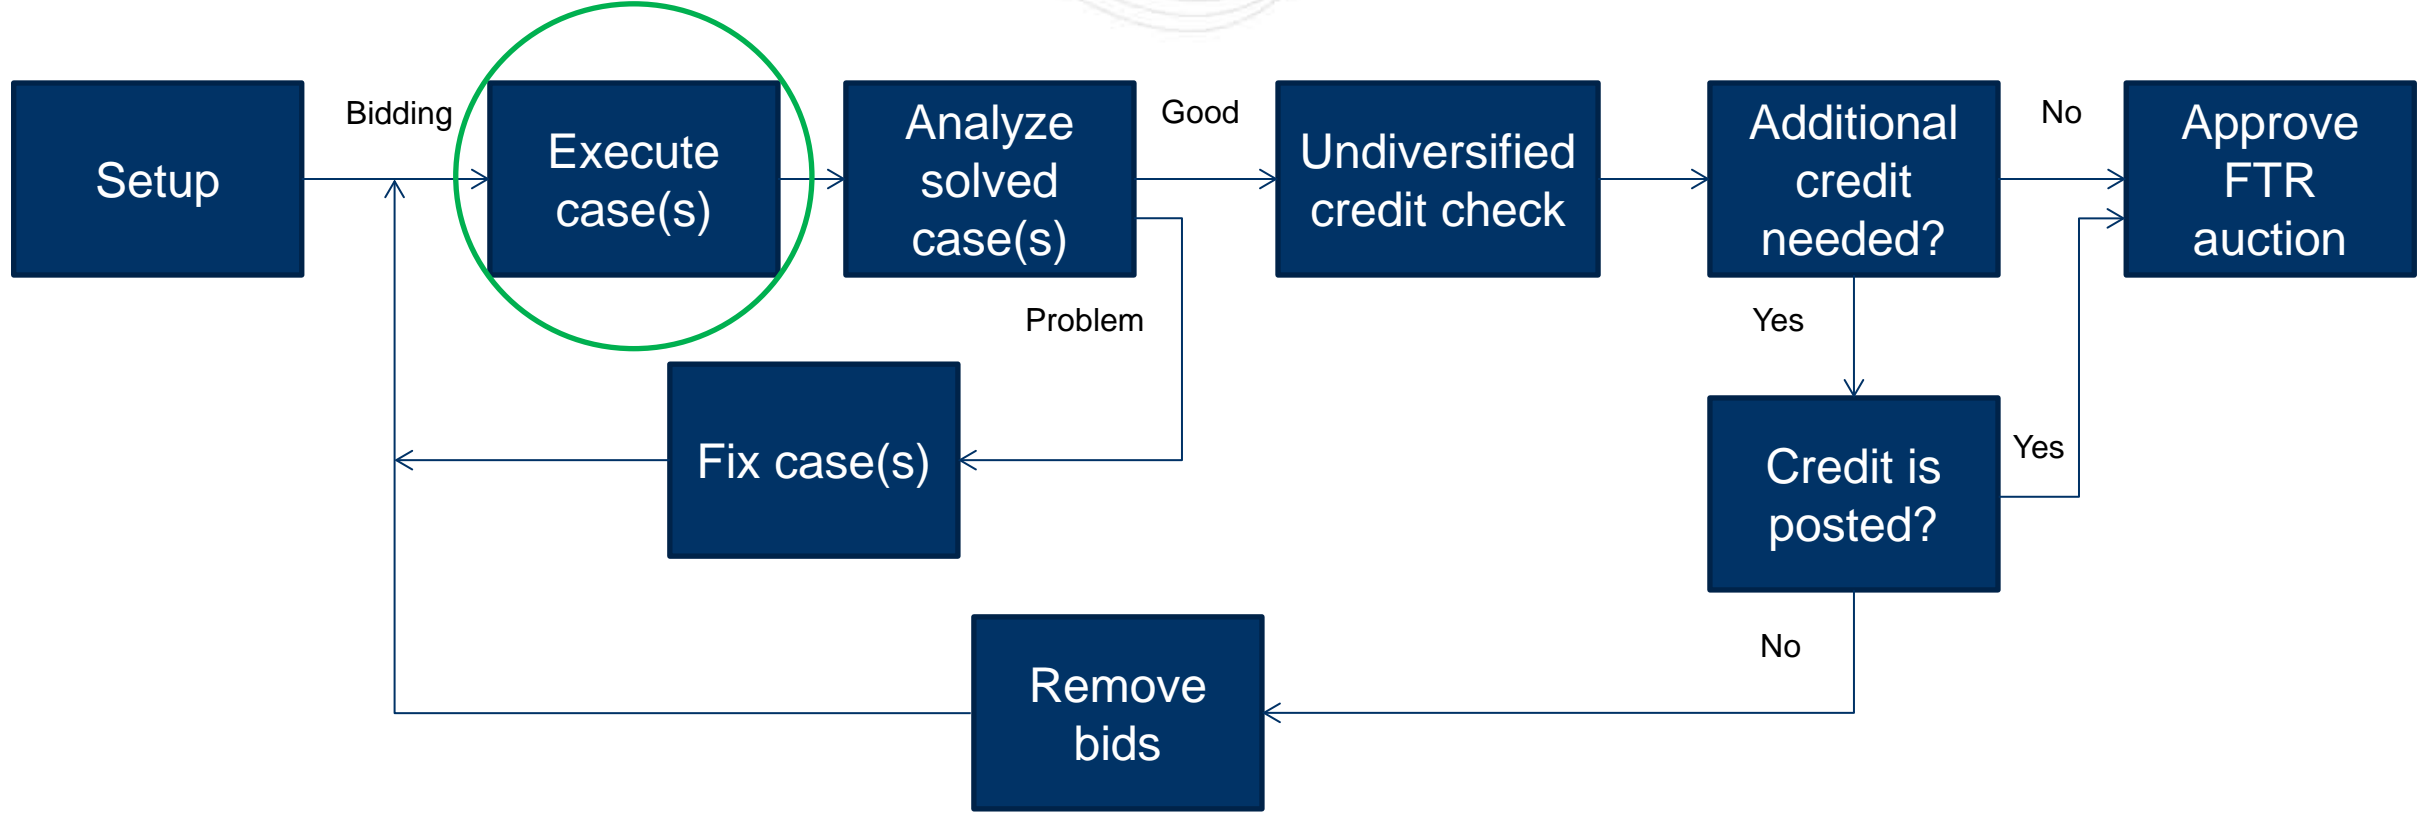 Setup
Bidding
Execute
case(s)
Analyze
solved
case(s)
Good
Undiversified
credit check
Additional
credit
needed?
No
Approve
FTR
auction
Problem
Yes
Fix case(s)
Credit is
posted?
Yes
No
Remove
bids